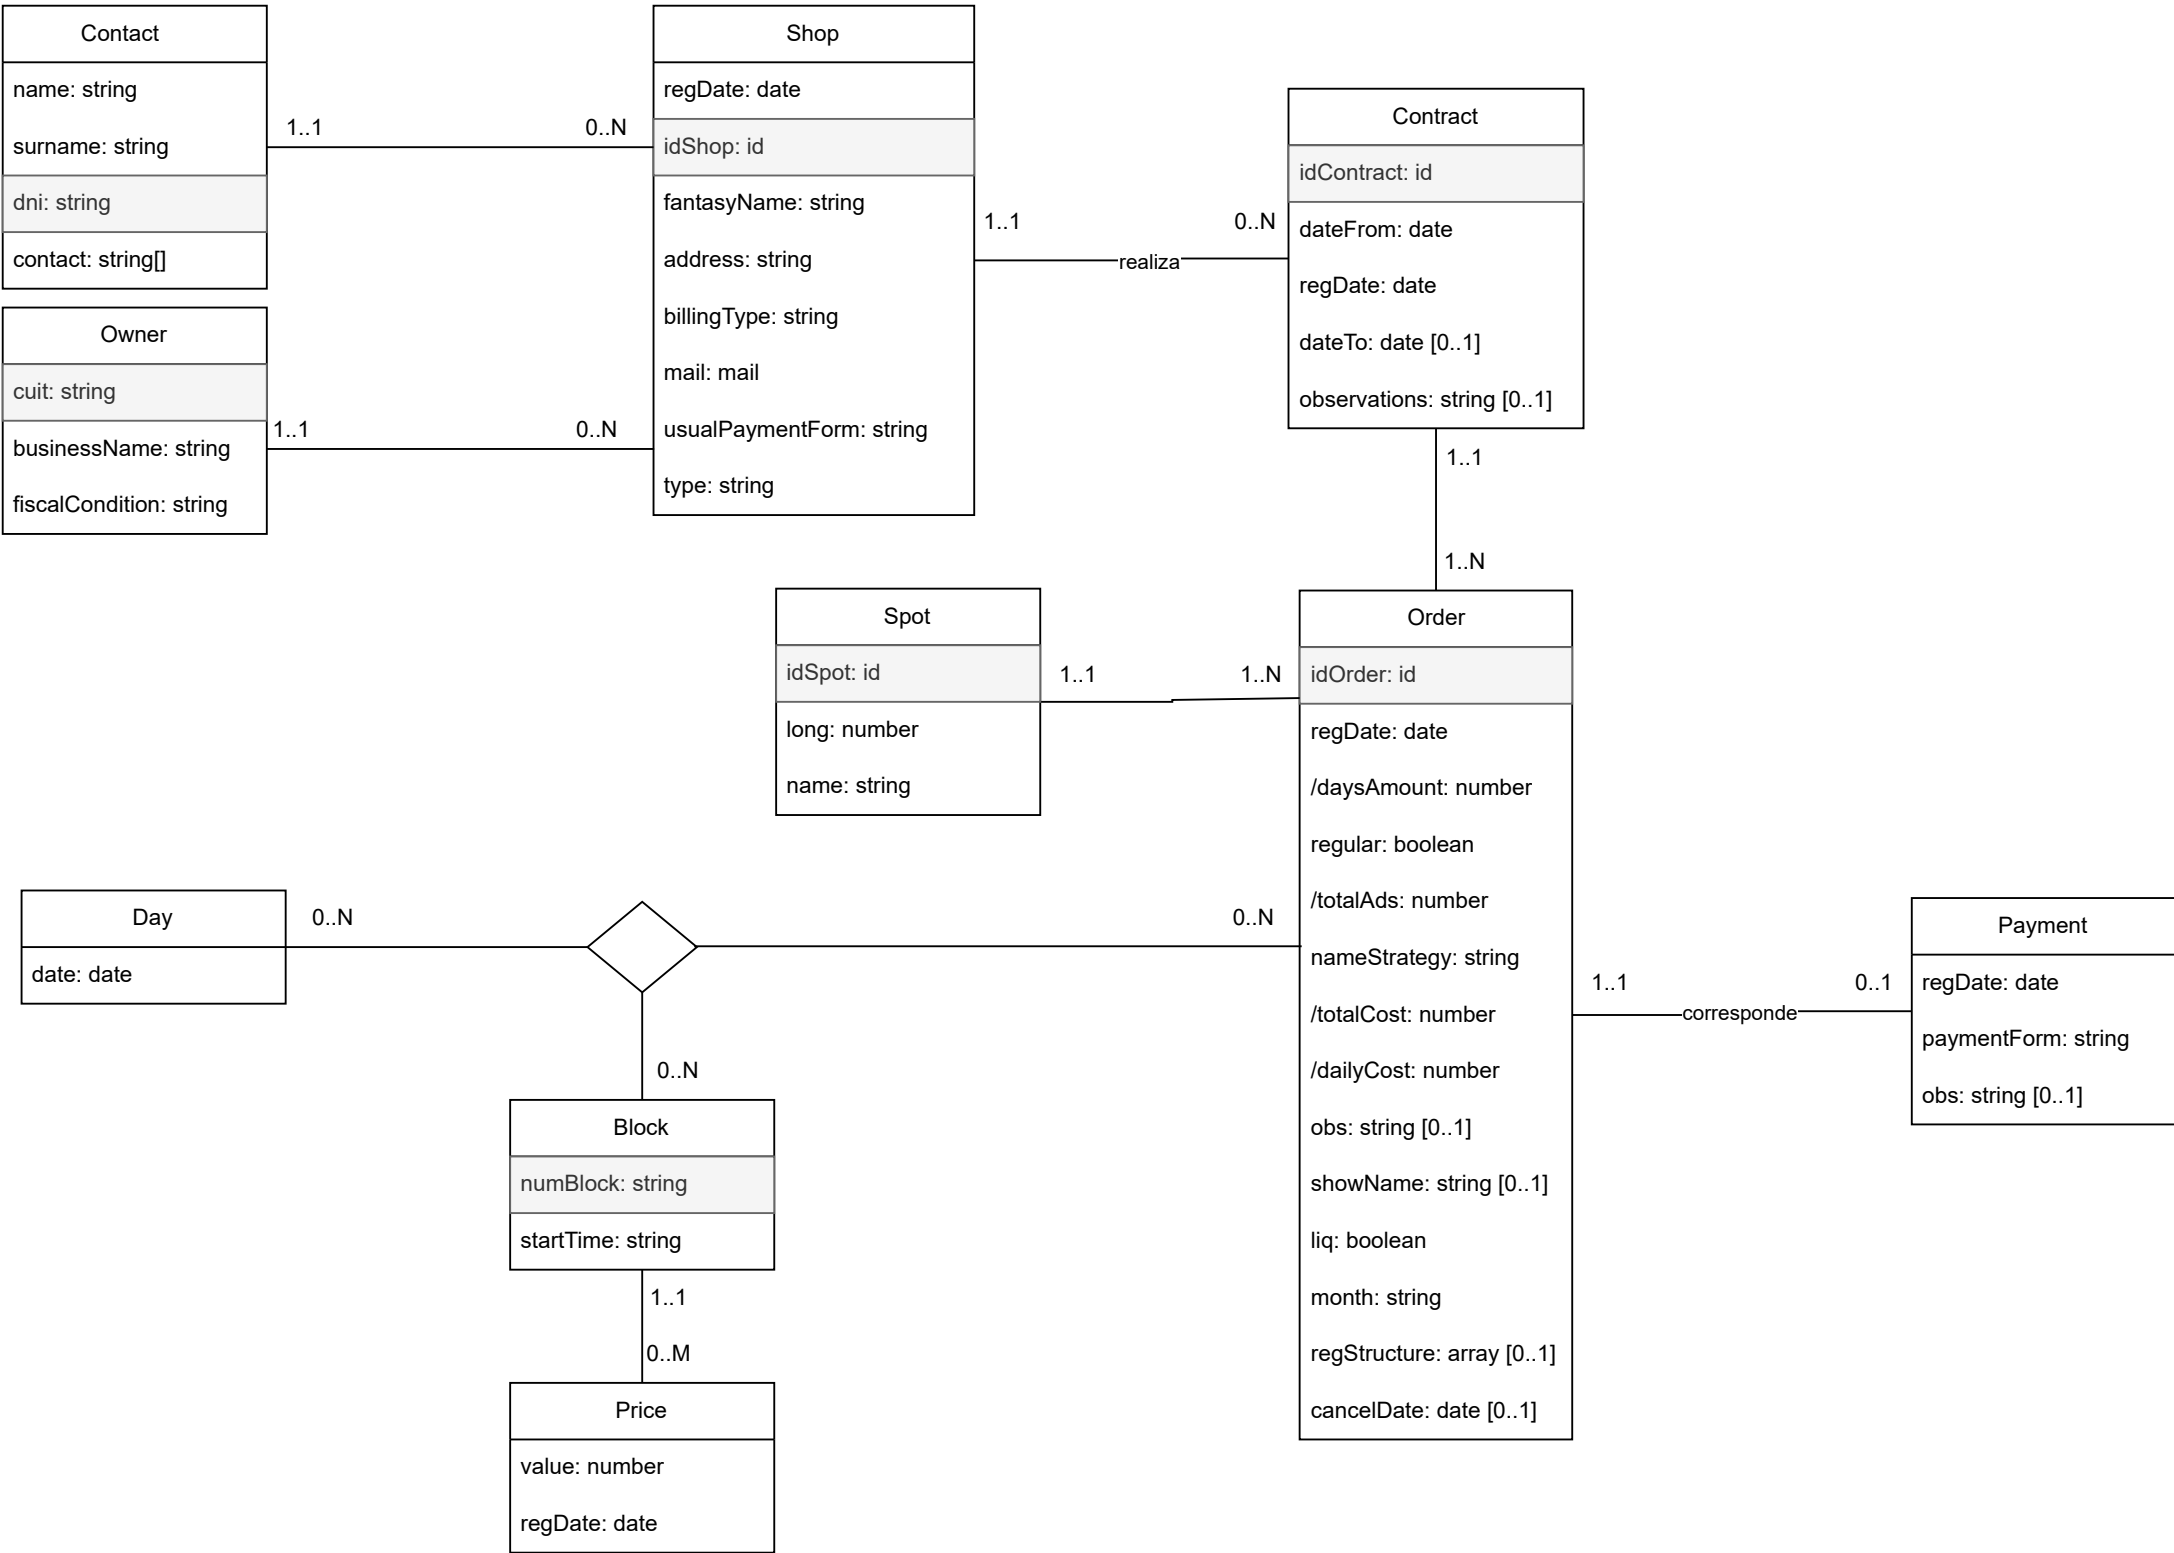 Contact
name: string
surname: string
dni: string
contact: string[]
Owner
cuit: string
businessName: string
fiscalCondition: string
1..1
0..N
1..1
0..N
Shop
regDate: date
idShop: id
fantasyName: string
address: string
billingType: string
mail: mail
usualPaymentForm: string
type: string
1..1
realiza
0..N
Contract
idContract: id
dateFrom: date
regDate: date
dateTo: date [0..1]
observations: string [0..1]
1..1
1..N
Spot
idSpot: id
long: number
name: string
1..1
1..N
Order
idOrder: id
regDate: date
/daysAmount: number
regular: boolean
/totalAds: number
nameStrategy: string
/totalCost: number
/dailyCost: number
obs: string [0..1]
showName: string [0..1]
liq: boolean
month: string
regStructure: array [0..1]
cancelDate: date [0..1]
Day
date: date
0..N
0..N
0..N
Block
numBlock: string
startTime: string
1..1
0..M
Price
value: number
regDate: date
1..1
corresponde
0..1
Payment
regDate: date
paymentForm: string
obs: string [0..1]